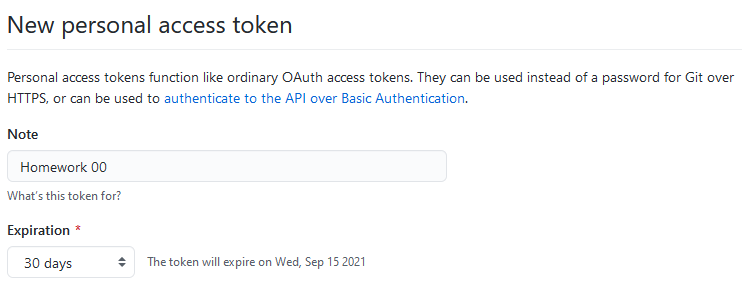 New personal access token
Personal access tokens function like ordinary OAuth access tokens. They can be used instead of a password for Git over
HTTPS, or can be used to authenticate to the API over Basic Authentication.
Note
Homework 00
What's this token for?
Expiration *
30 days
The token will expire on Wed, Sep 15 2021